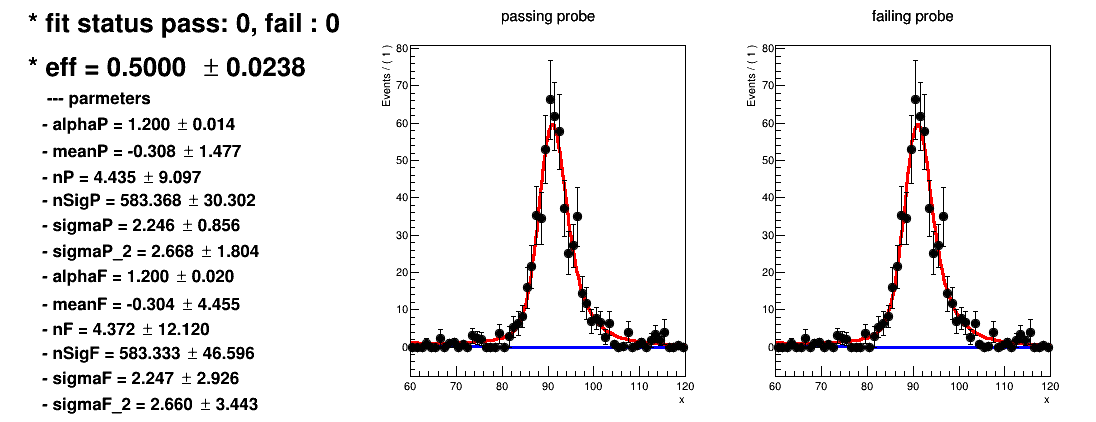 * fit status pass: 0, fail : 0
* eff = 0.5000 ± 0.0238
--- parmeters
- alphaP = 1.200 ± 0.014
- meanP = -0.308 ± 1.477
- nP = 4.435 ± 9.097
- nSigP = 583.368 ± 30.302
- sigmaP = 2.246 ± 0.856
- sigmaP_2 = 2.668 ± 1.804
- alphaF = 1.200 ± 0.020
- meanF = -0.304 ± 4.455
- nF = 4.372 ± 12.120
- nSigF = 583.333 ± 46.596
- sigmaF = 2.247 ± 2.926
- sigmaF_2 = 2.660 ± 3.443
passing probe
Events / ( 1 )
80
70
60
50
40
30
20
10
0
60 70 80 90 100 110 120
x
failing probe
Events / ( 1 )
80
70
60
50
40
30
20
10
0
60 70 80 90 100 110 120
x